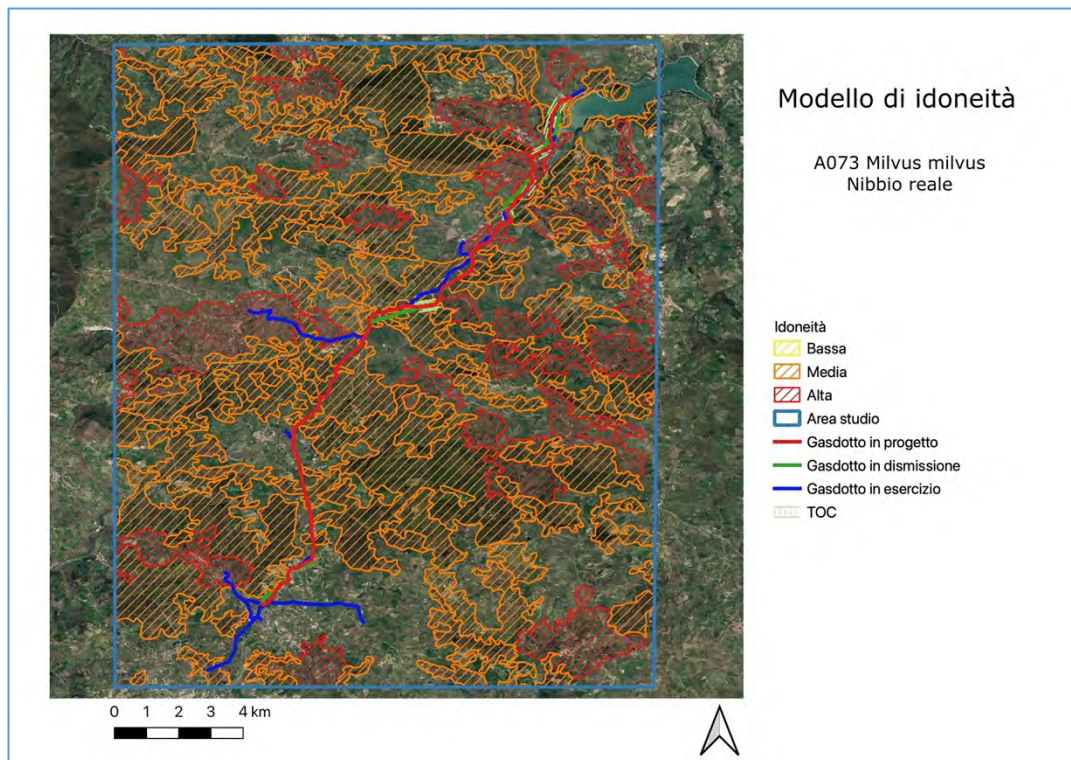 Modello di idoneità
A073 Milvus milvus
Nibbio reale
Idoneità
Bassa
Media
Alta
Area studio
Gasdotto in progetto
Gasdotto in dismissione
Gasdotto in esercizio
TOC
0 1 2 3 4 km